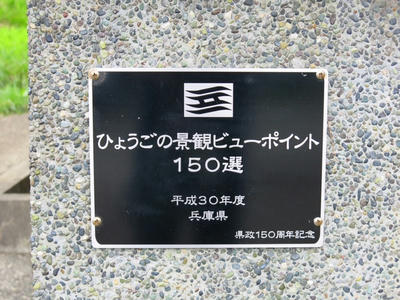 ひょうごの景観ビューポイント
150選
平成30年度
兵庫県
県政150周年記念